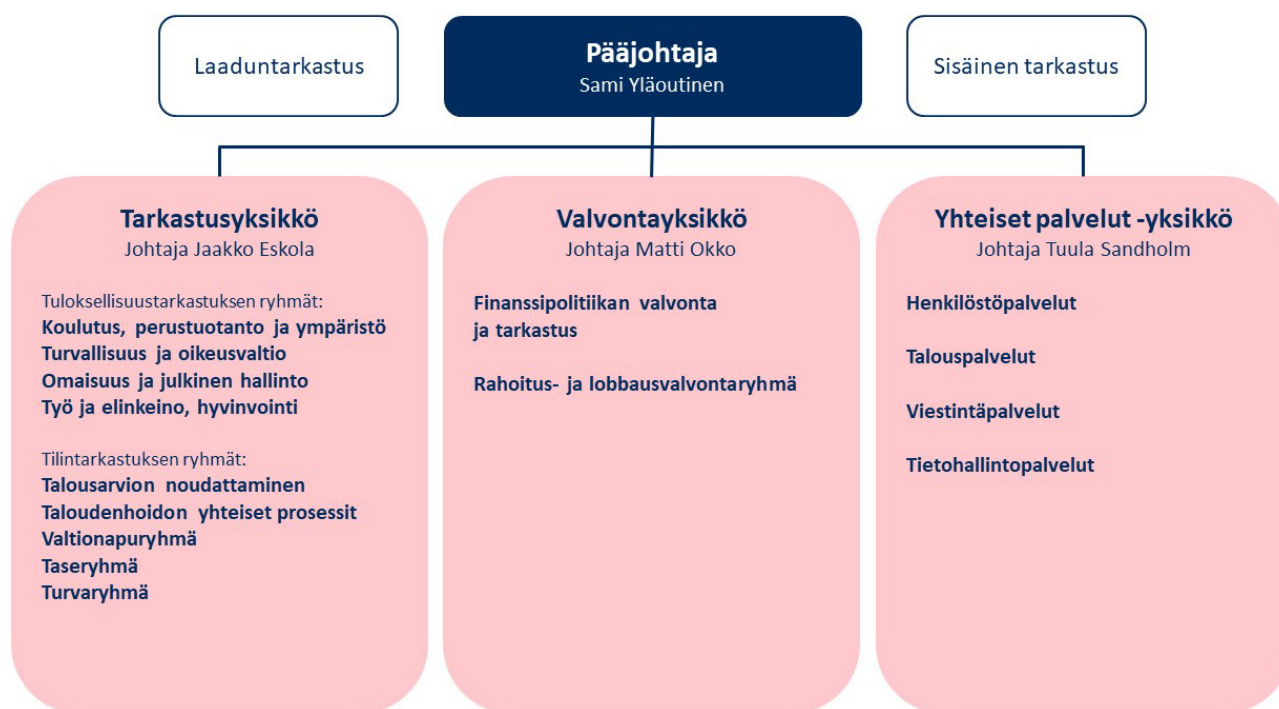 Laaduntarkastus
Pääjohtaja
Sami Yläoutinen
Sisäinen tarkastus
Tarkastusyksikkö
Johtaja Jaakko Eskola
Tuloksellisuustarkastuksen ryhmät:
Koulutus, perustuotanto ja ympäristö
Turvallisuus ja oikeusvaltio
Omaisuus ja julkinen hallinto
Työ ja elinkeino, hyvinvointi
Tilintarkastuksen ryhmät:
Talousarvion noudattaminen
Taloudenhoidon yhteiset prosessit
Valtionapuryhmä
Taseryhmä
Turvaryhmä
Valvontayksikkö
Johtaja Matti Okko
Finanssipolitiikan valvonta
ja tarkastus
Rahoitus- ja lobbausvalvontaryhmä
Yhteiset palvelut -yksikkö
Johtaja Tuula Sandholm
Henkilöstöpalvelut
Talouspalvelut
Viestintäpalvelut
Tietohallintopalvelut